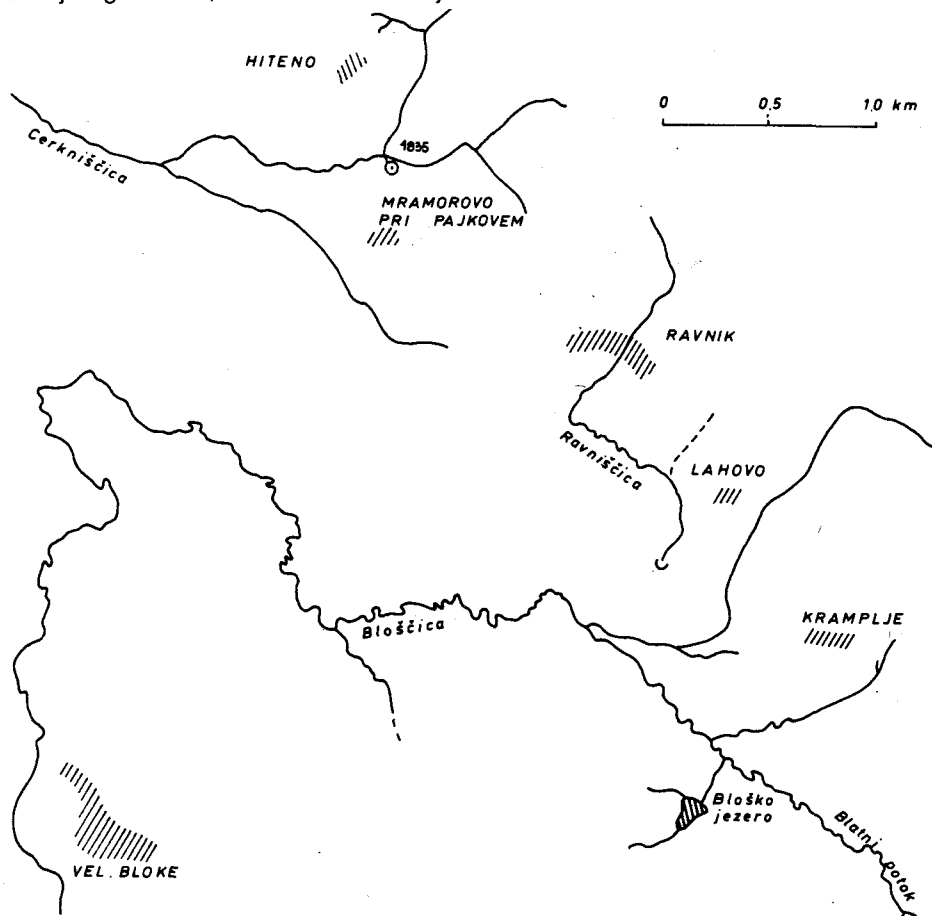 HITENO
0 0,5 1,0 km
Cerkniščica
1835
MRAMOROVO
PRI PAJKOVEM
RAVNIK
Ravniščica
LAHOVO
Bloščica
KRAMPLJE
Bloško
jezero
Blatni potok
VEL. BLOKE